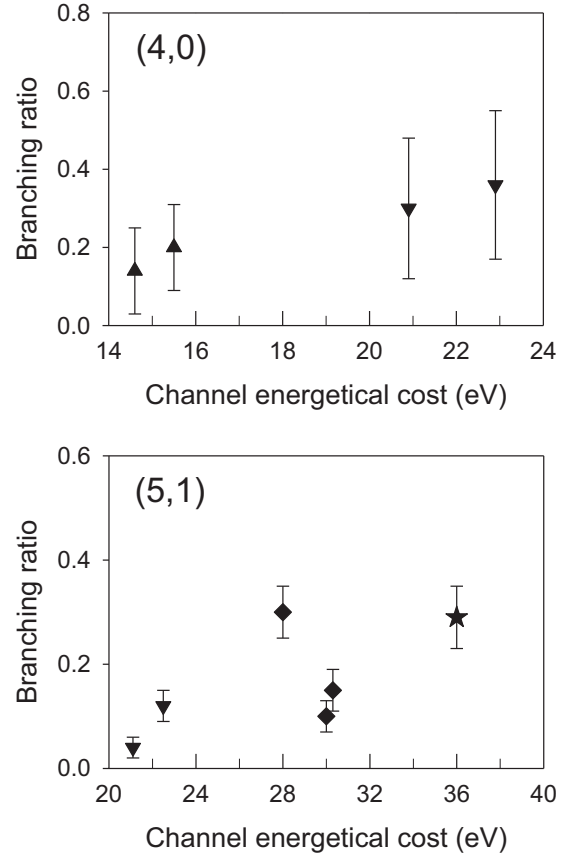 (4,0)
Branching ratio
0.8
0.6
0.4
0.2
0.0
14 16 18 20 22 24
Channel energetical cost (eV)
(5,1)
Branching ratio
0.6
0.4
0.2
0.0
20 24 28 32 36 40
Channel energetical cost (eV)